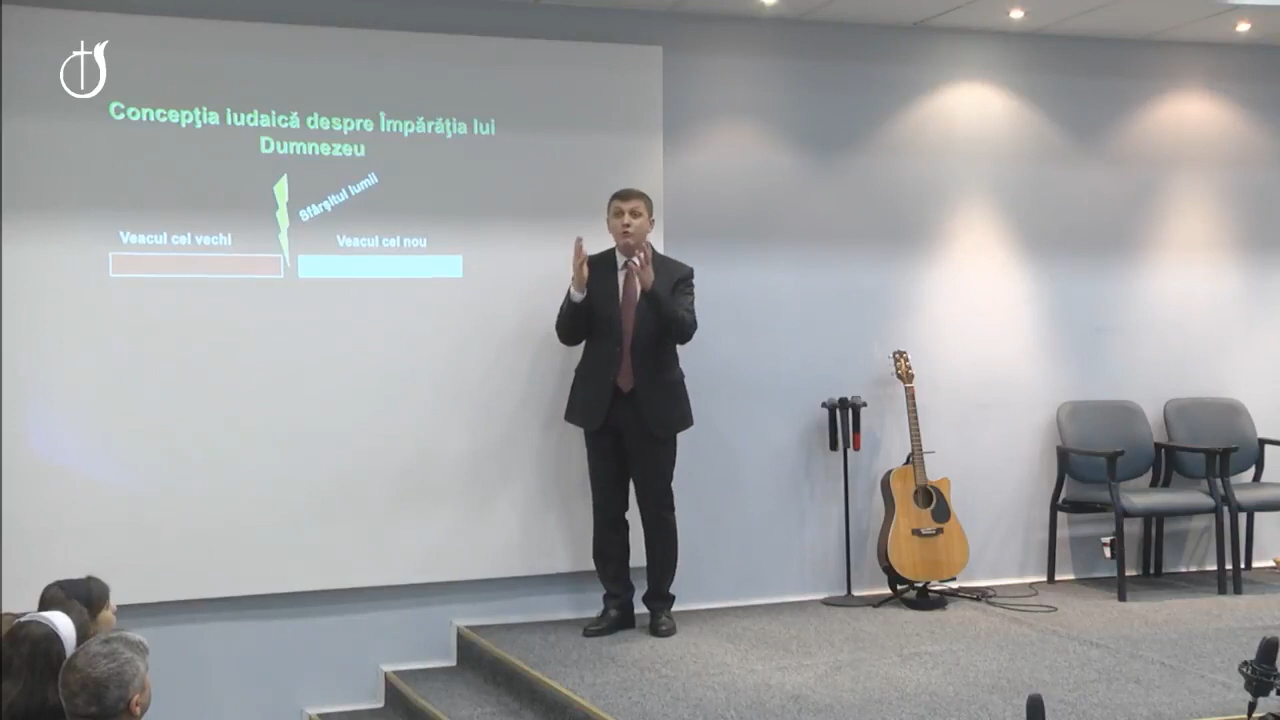 Concepţia iudaică despre Împărăţia lui
Dumnezeu
Sfârşitul lumii
Veacul cel vechi
Veacul cel nou